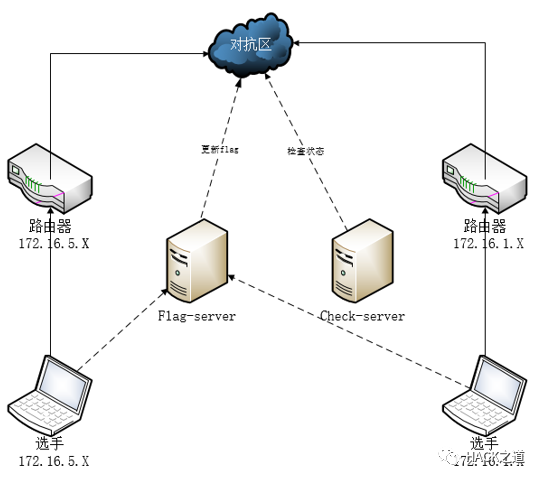 对抗区
更新flag
检查状态
路由器
172.16.5.X
路由器
172.16.1.X
Flag-server
Check-server
选手
172.16.5.X
选手
172.16.1.X
HACK之道